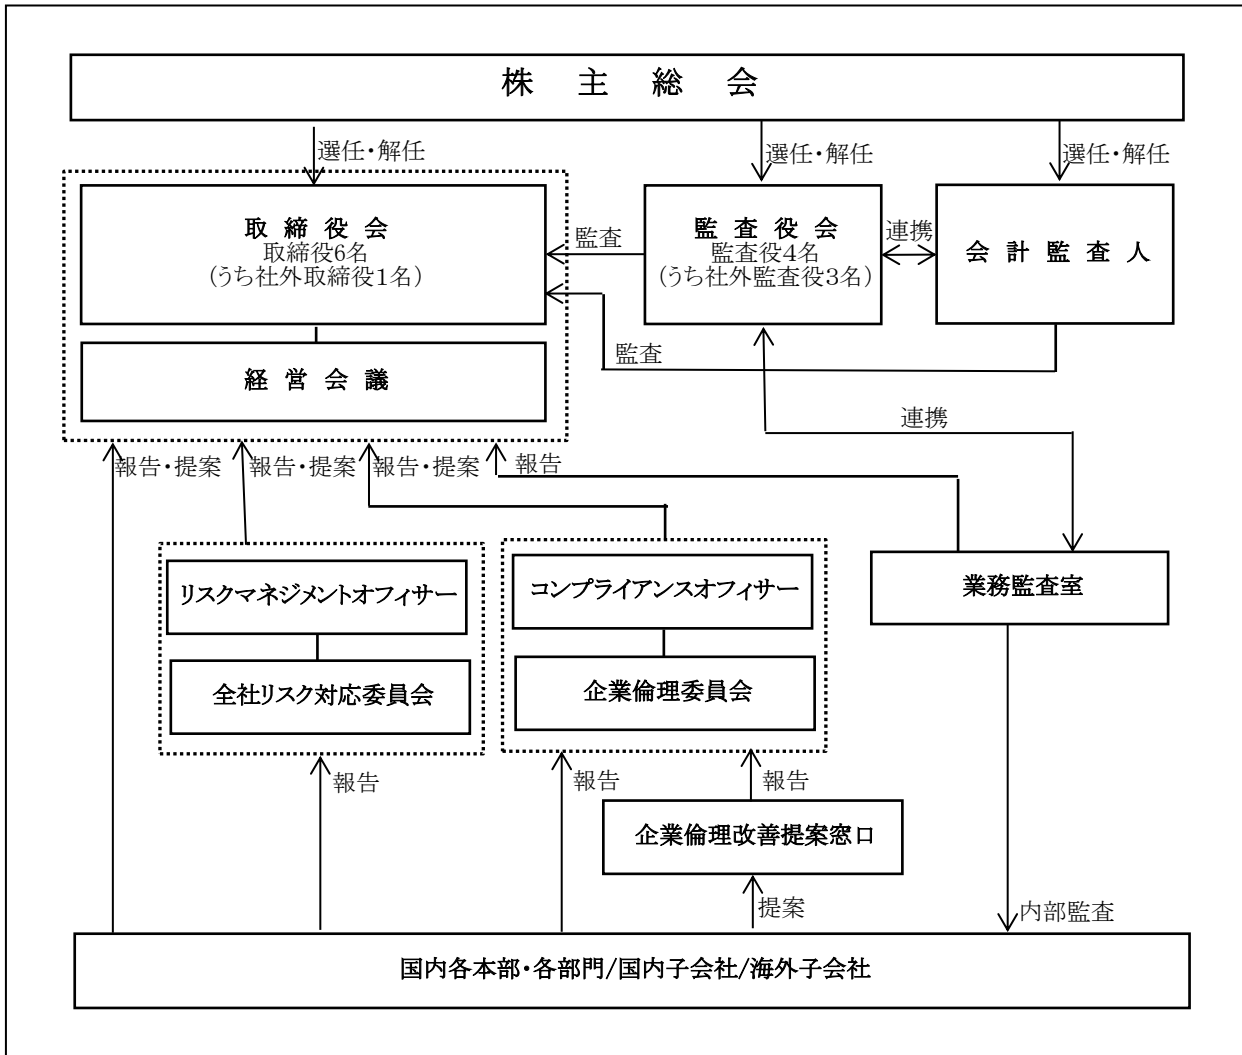 株主総会
選任・解任
選任・解任
選任・解任
取締役会
取締役6名
(うち社外取締役1名)
監査
監査役会
監査役4名
(うち社外監査役3名)
連携
会計監査人
監査
経営会議
連携
報告・提案
報告・提案
報告・提案
報告
リスクマネジメントオフィサー
コンプライアンスオフィサー
業務監査室
全社リスク対応委員会
企業倫理委員会
報告
報告
報告
企業倫理改善提案窓口
提案
内部監査
国内各本部・各部門/国内子会社/海外子会社